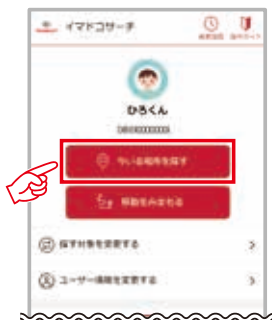 イマドコサーチ
ひろくん
今いる場所を探す
移動をみまもる
探す対象を変更する
ユーザー情報を変更する